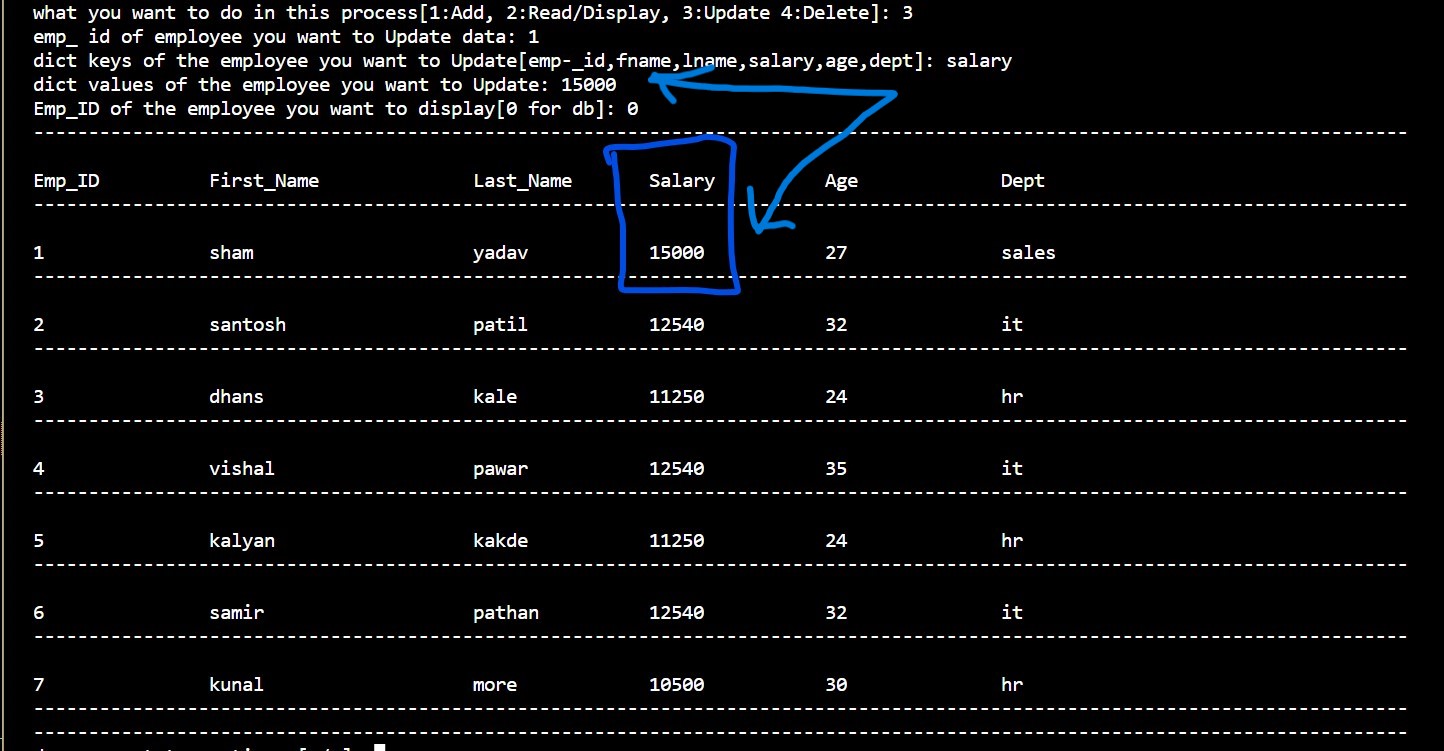 what you want to do in this process[1:Add, 2:Read/Display, 3:Update 4:Delete]: 3
emp_ id of employee you want to Update data: 1
dict keys of the employee you want to Update[emp-_id,fname,lname,salary,age,dept]: salary
dict values of the employee you want to Update: 15000
Emp_ID of the employee you want to display[0 for db]: 0
-----------------------------------------------------------------------------------------------------------------------------
Emp_ID First_Name Last_Name Salary Age Dept
-----------------------------------------------------------------------------------------------------------------------------
1 sham yadav 15000 27 sales
-----------------------------------------------------------------------------------------------------------------------------
2 santosh patil 12540 32 it
-----------------------------------------------------------------------------------------------------------------------------
3 dhans kale 11250 24 hr
-----------------------------------------------------------------------------------------------------------------------------
4 vishal pawar 12540 35 it
-----------------------------------------------------------------------------------------------------------------------------
5 kalyan kakde 11250 24 hr
-----------------------------------------------------------------------------------------------------------------------------
6 samir pathan 12540 32 it
-----------------------------------------------------------------------------------------------------------------------------
7 kunal more 10500 30 hr
-----------------------------------------------------------------------------------------------------------------------------
-----------------------------------------------------------------------------------------------------------------------------